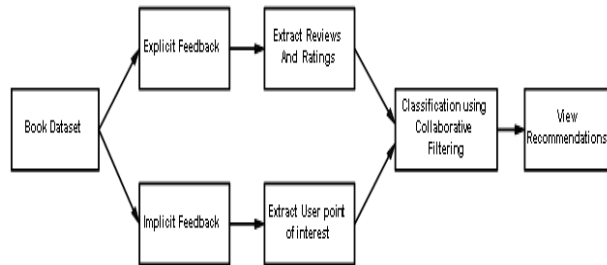 Book Dataset
Explicit Feedback
Extract Reviews
And Ratings
Implicit Feedback
Extract User point
of interest
Classification using
Collaborative
Filtering
View
Recommendations